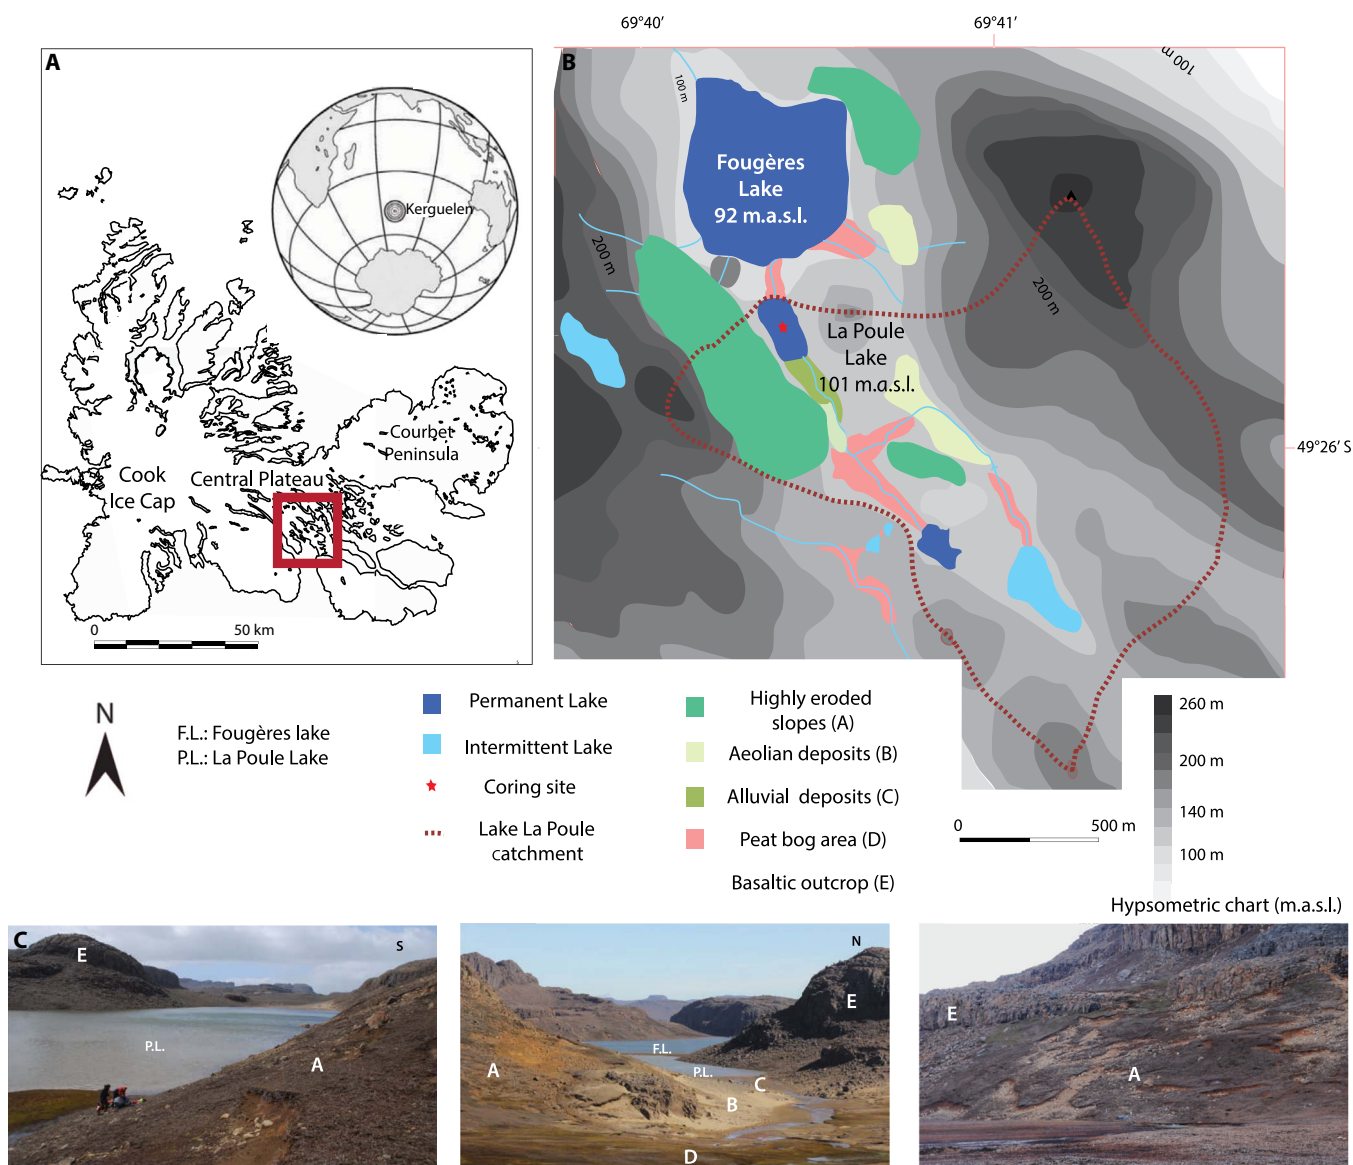 69°40′
69°41′
A
Kerguelen
Courbet
Peninsula
Cook
Ice Cap
Central Plateau
0
50 km
B
100 m
100 m
Fougères
Lake
92 m.a.s.l.
200 m
200 m
La Poule
Lake
101 m.a.s.l.
49°26′ S
N
F.L.: Fougères lake
P.L.: La Poule Lake
Permanent Lake
Intermittent Lake
Coring site
Lake La Poule
catchment
Highly eroded
slopes (A)
Aeolian deposits (B)
Alluvial deposits (C)
Peat bog area (D)
Basaltic outcrop (E)
0
500 m
260 m
200 m
140 m
100 m
Hypsometric chart (m.a.s.l.)
C
E
S
P.L.
A
N
E
A
F.L.
P.L.
C
B
D
E
A